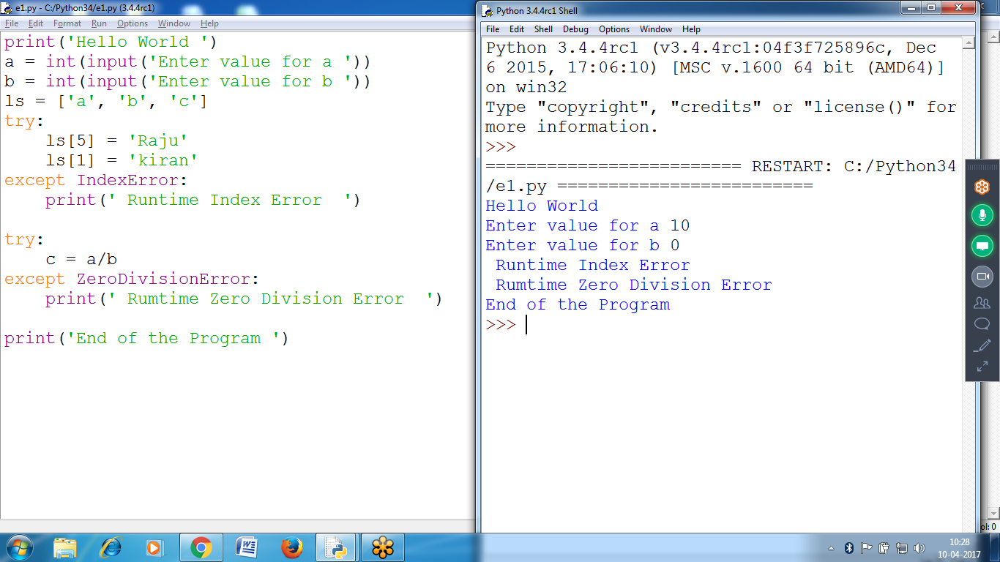 e1.py - C:/Python34/e1.py (3.4.4rc1)
File Edit Format Run Options Window Help
print('Hello World ')
a = int(input('Enter value for a '))
b = int(input('Enter value for b '))
ls = ['a', 'b', 'c']
try:
    ls[5] = 'Raju'
    ls[1] = 'kiran'
except IndexError:
    print(' Runtime Index Error  ')
try:
    c = a/b
except ZeroDivisionError:
    print(' Rumtime Zero Division Error  ')
print('End of the Program ')
Python 3.4.4rc1 Shell
File Edit Shell Debug Options Window Help
Python 3.4.4rc1 (v3.4.4rc1:04f3f725896c, Dec
6 2015, 17:06:10) [MSC v.1600 64 bit (AMD64)]
on win32
Type "copyright", "credits" or "license()" for
more information.
>>>
========================= RESTART: C:/Python34
/e1.py =========================
Hello World
Enter value for a 10
Enter value for b 0
 Runtime Index Error
 Rumtime Zero Division Error
End of the Program
>>>
ol: 0
10:28
10-04-2017